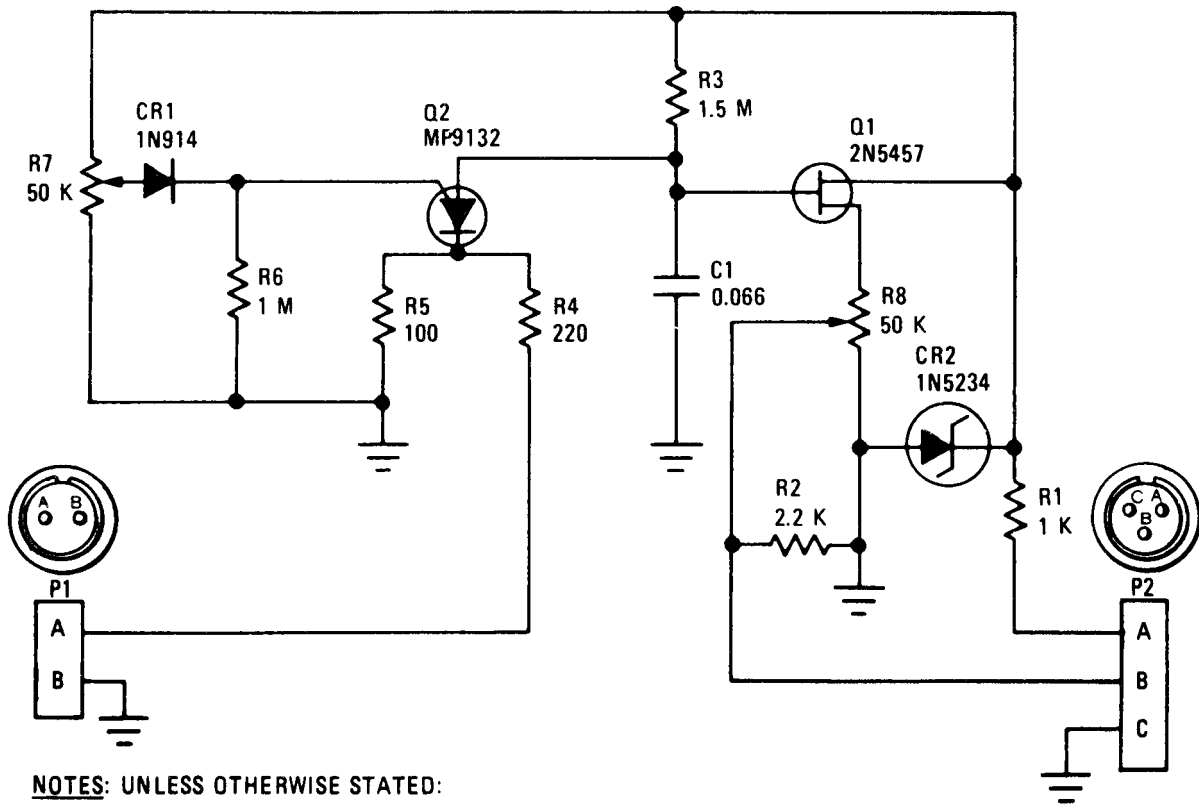 R3
1.5 M
CR1
1N914
Q2
MP9132
Q1
2N5457
R7
50 K
R6
1 M
R5
100
R4
220
C1
0.066
R8
50 K
CR2
1N5234
R2
2.2 K
R1
1 K
A B
C A
B
P1
A
B
P2
A
B
C
NOTES: UNLESS OTHERWISE STATED: